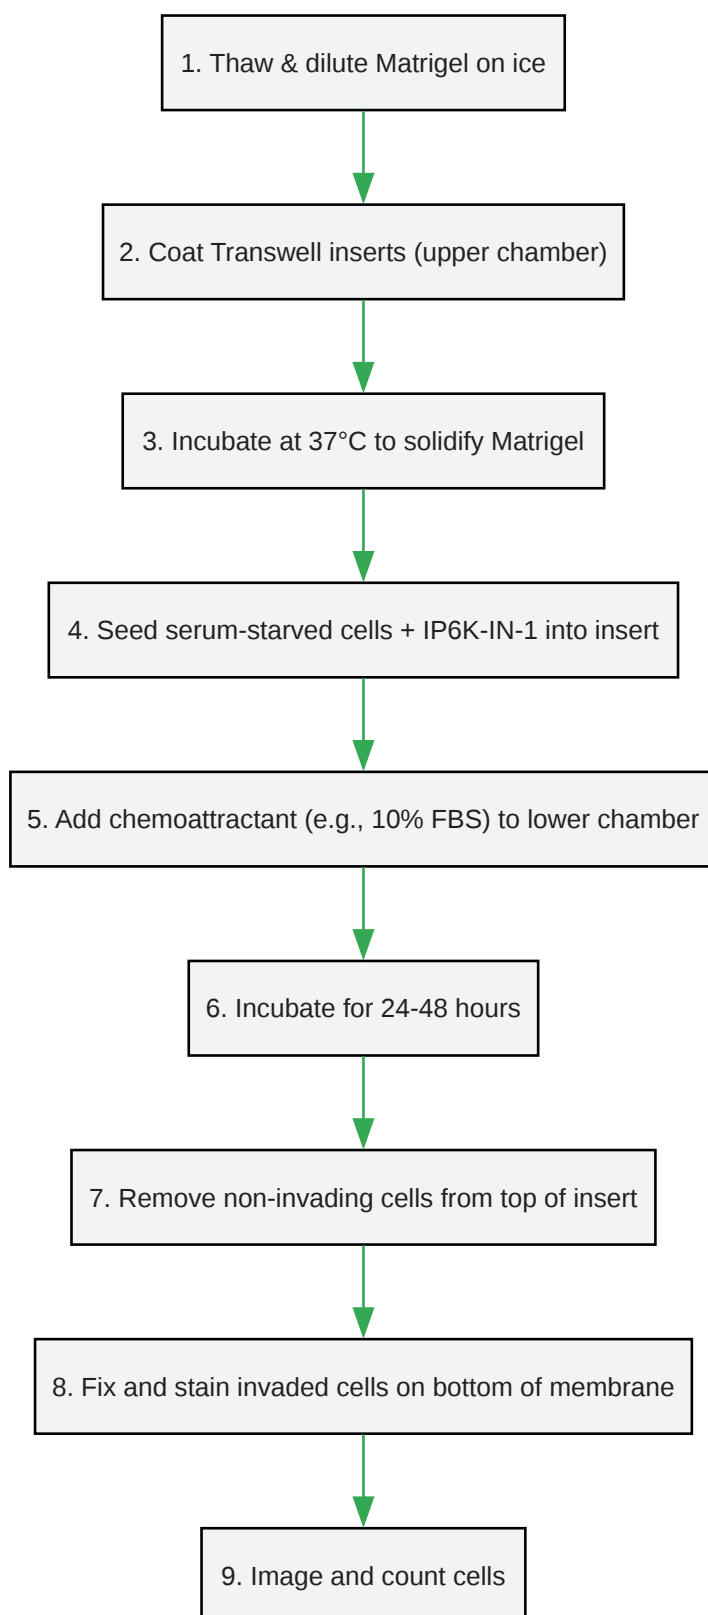 1. Thaw & dilute Matrigel on ice
2. Coat Transwell inserts (upper chamber)
3. Incubate at 37°C to solidify Matrigel
4. Seed serum-starved cells + IP6K-IN-1 into insert
5. Add chemoattractant (e.g., 10% FBS) to lower chamber
6. Incubate for 24-48 hours
7. Remove non-invading cells from top of insert
8. Fix and stain invaded cells on bottom of membrane
9. Image and count cells